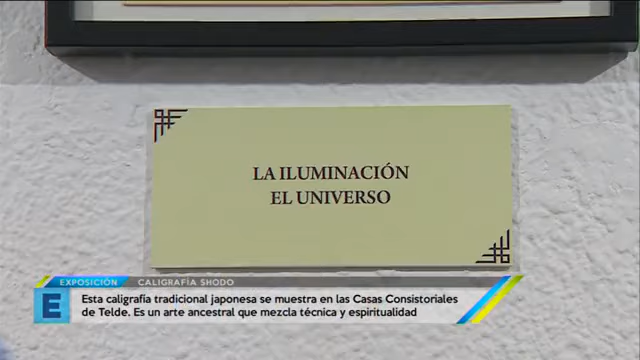 LA ILUMINACIÓN
EL UNIVERSO
EXPOSICIÓN CALIGRAFÍA SHODO
E
Esta caligrafía tradicional japonesa se muestra en las Casas Consistoriales
de Telde. Es un arte ancestral que mezcla técnica y espiritualidad